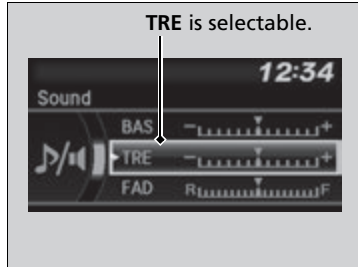 TRE is selectable.
12:34
Sound
BAS - +
TRE - +
FAD R F